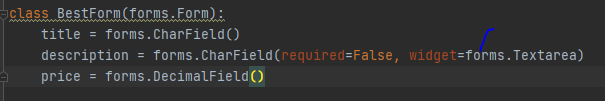 class BestForm(forms.Form):
    title = forms.CharField()
    description = forms.CharField(required=False, widget=forms.Textarea)
    price = forms.DecimalField()